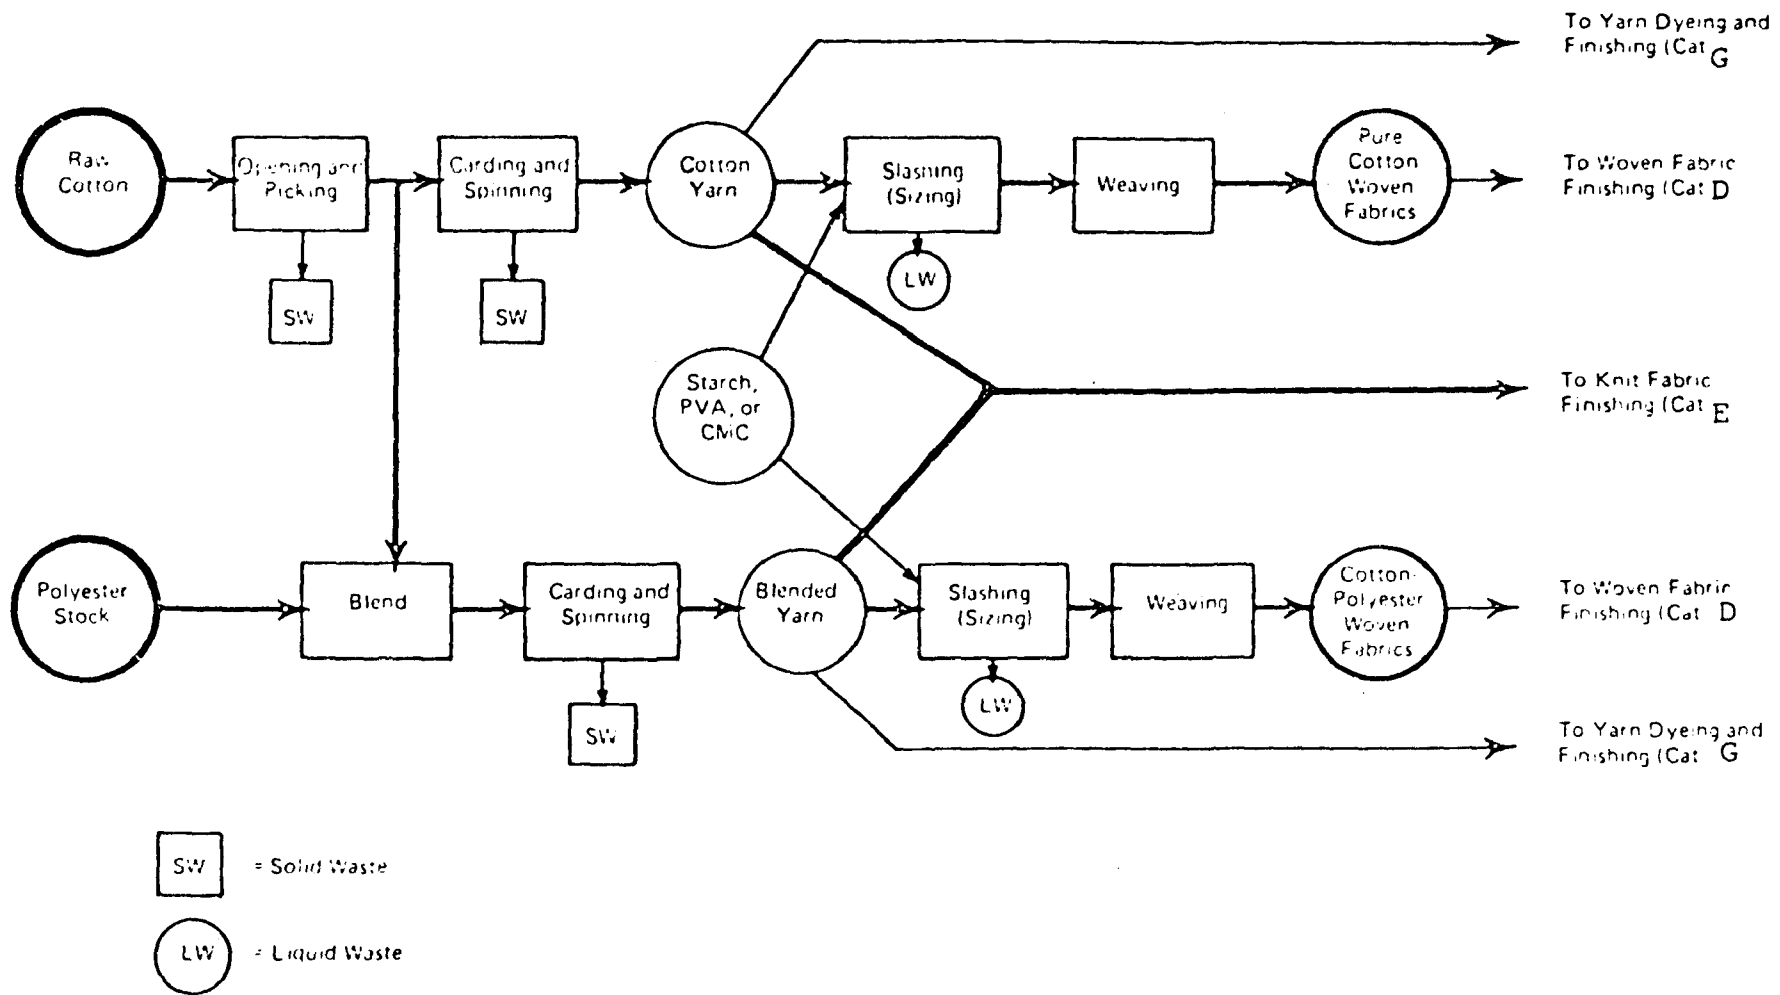 To Yarn Dyeing and
Finishing (Cat G
Raw
Cotton
Opening and
Picking
Carding and
Spinning
Cotton
Yarn
Slashing
(Sizing)
Weaving
Pure
Cotton
Woven
Fabrics
To Woven Fabric
Finishing (Cat D
SW
SW
LW
Starch,
PVA, or
CMC
To Knit Fabric
Finishing (Cat E
Polyester
Stock
Blend
Carding and
Spinning
Blended
Yarn
Slashing
(Sizing)
Weaving
Cotton-
Polyester
Woven
Fabrics
To Woven Fabric
Finishing (Cat D
SW
LW
To Yarn Dyeing and
Finishing (Cat G
SW = Solid Waste
LW = Liquid Waste